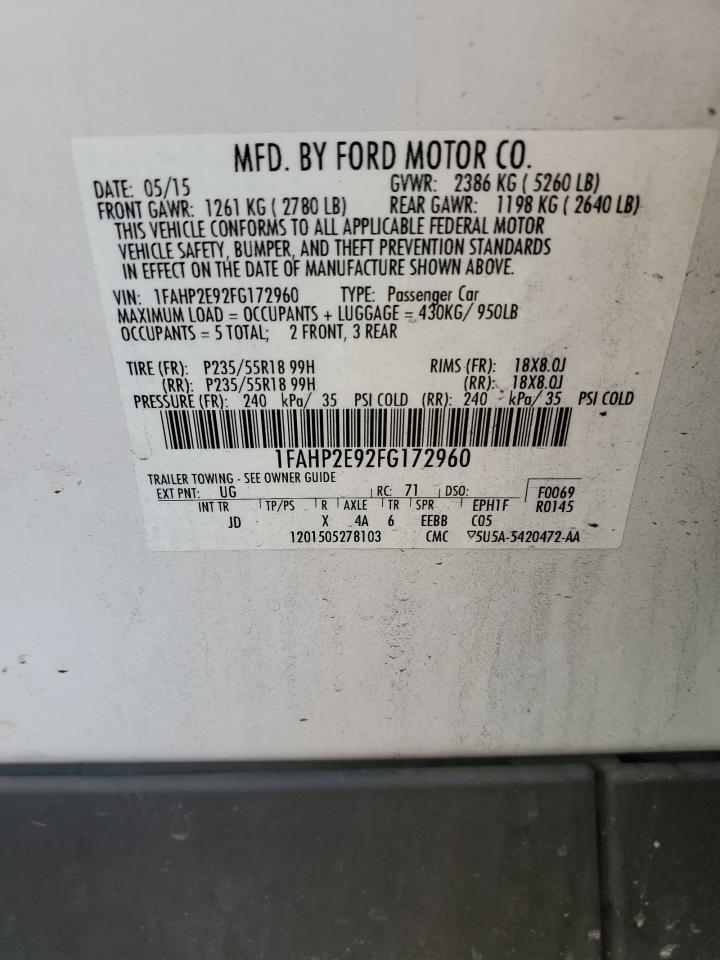 MFD. BY FORD MOTOR CO.
DATE: 05/15 GVWR: 2386 KG ( 5260 LB)
FRONT GAWR: 1261 KG ( 2780 LB) REAR GAWR: 1198 KG ( 2640 LB)
THIS VEHICLE CONFORMS TO ALL APPLICABLE FEDERAL MOTOR
VEHICLE SAFETY, BUMPER, AND THEFT PREVENTION STANDARDS
IN EFFECT ON THE DATE OF MANUFACTURE SHOWN ABOVE.
VIN: 1FAHP2E92FG172960 TYPE: Passenger Car
MAXIMUM LOAD = OCCUPANTS + LUGGAGE = 430KG/ 950LB
OCCUPANTS = 5 TOTAL; 2 FRONT, 3 REAR
TIRE (FR): P235/55R18 99H RIMS (FR): 18X8.0J
(RR): P235/55R18 99H (RR): 18X8.0J
PRESSURE (FR): 240 kPa/ 35 PSI COLD (RR): 240 kPa/ 35 PSI COLD
1FAHP2E92FG172960
TRAILER TOWING - SEE OWNER GUIDE
EXT PNT: UG RC: 71 DSO: F0069
INT TR TP/PS R AXLE TR SPR EPH1F R0145
JD X 4A 6 EEBB C05
1201505278103 CMC ▽5U5A-5420472-AA